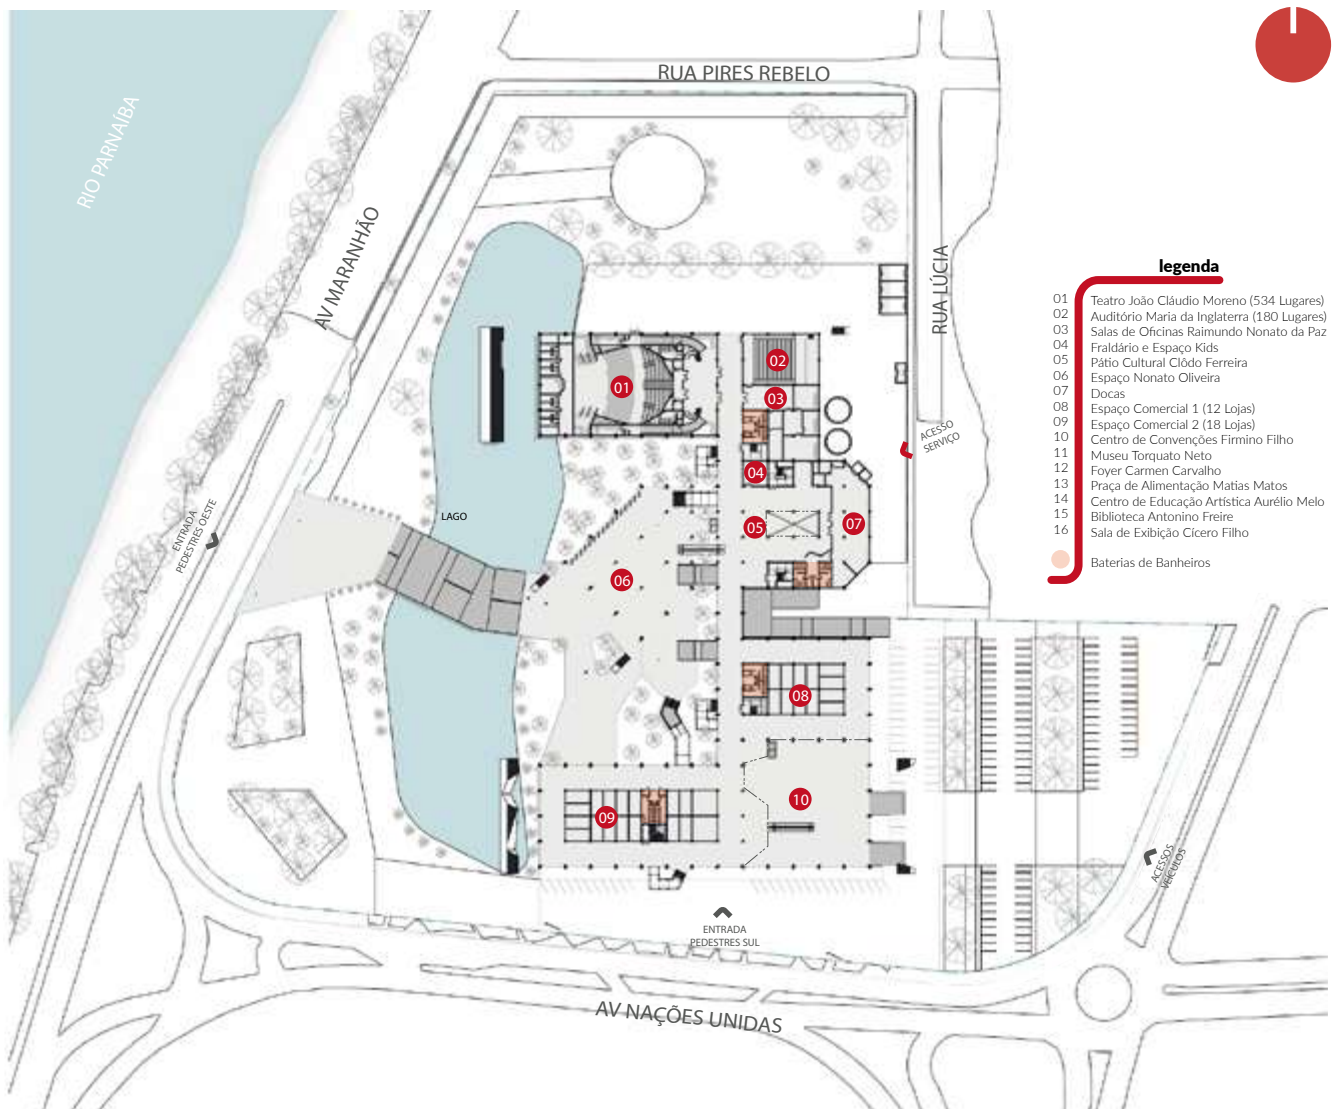 RUA PIRES REBELO
RIO PARNAÍBA
AV MARANHÃO
RUA LÚCIA
legenda
01 Teatro João Cláudio Moreno (534 Lugares)
02 Auditório Maria da Inglaterra (180 Lugares)
03 Salas de Oficinas Raimundo Nonato da Paz
04 Fraldário e Espaço Kids
05 Pátio Cultural Clôdo Ferreira
06 Espaço Nonato Oliveira
07 Docas
08 Espaço Comercial 1 (12 Lojas)
09 Espaço Comercial 2 (18 Lojas)
10 Centro de Convenções Firmino Filho
11 Museu Torquato Neto
12 Foyer Carmen Carvalho
13 Praça de Alimentação Matias Matos
14 Centro de Educação Artística Aurélio Melo
15 Biblioteca Antonino Freire
16 Sala de Exibição Cícero Filho
Baterias de Banheiros
01
02
03
ACESSO
SERVIÇO
04
LAGO
05
07
ENTRADA
PEDESTRES OESTE
06
08
10
09
ACESSOS
VEÍCULOS
ENTRADA
PEDESTRES SUL
AV NAÇÕES UNIDAS